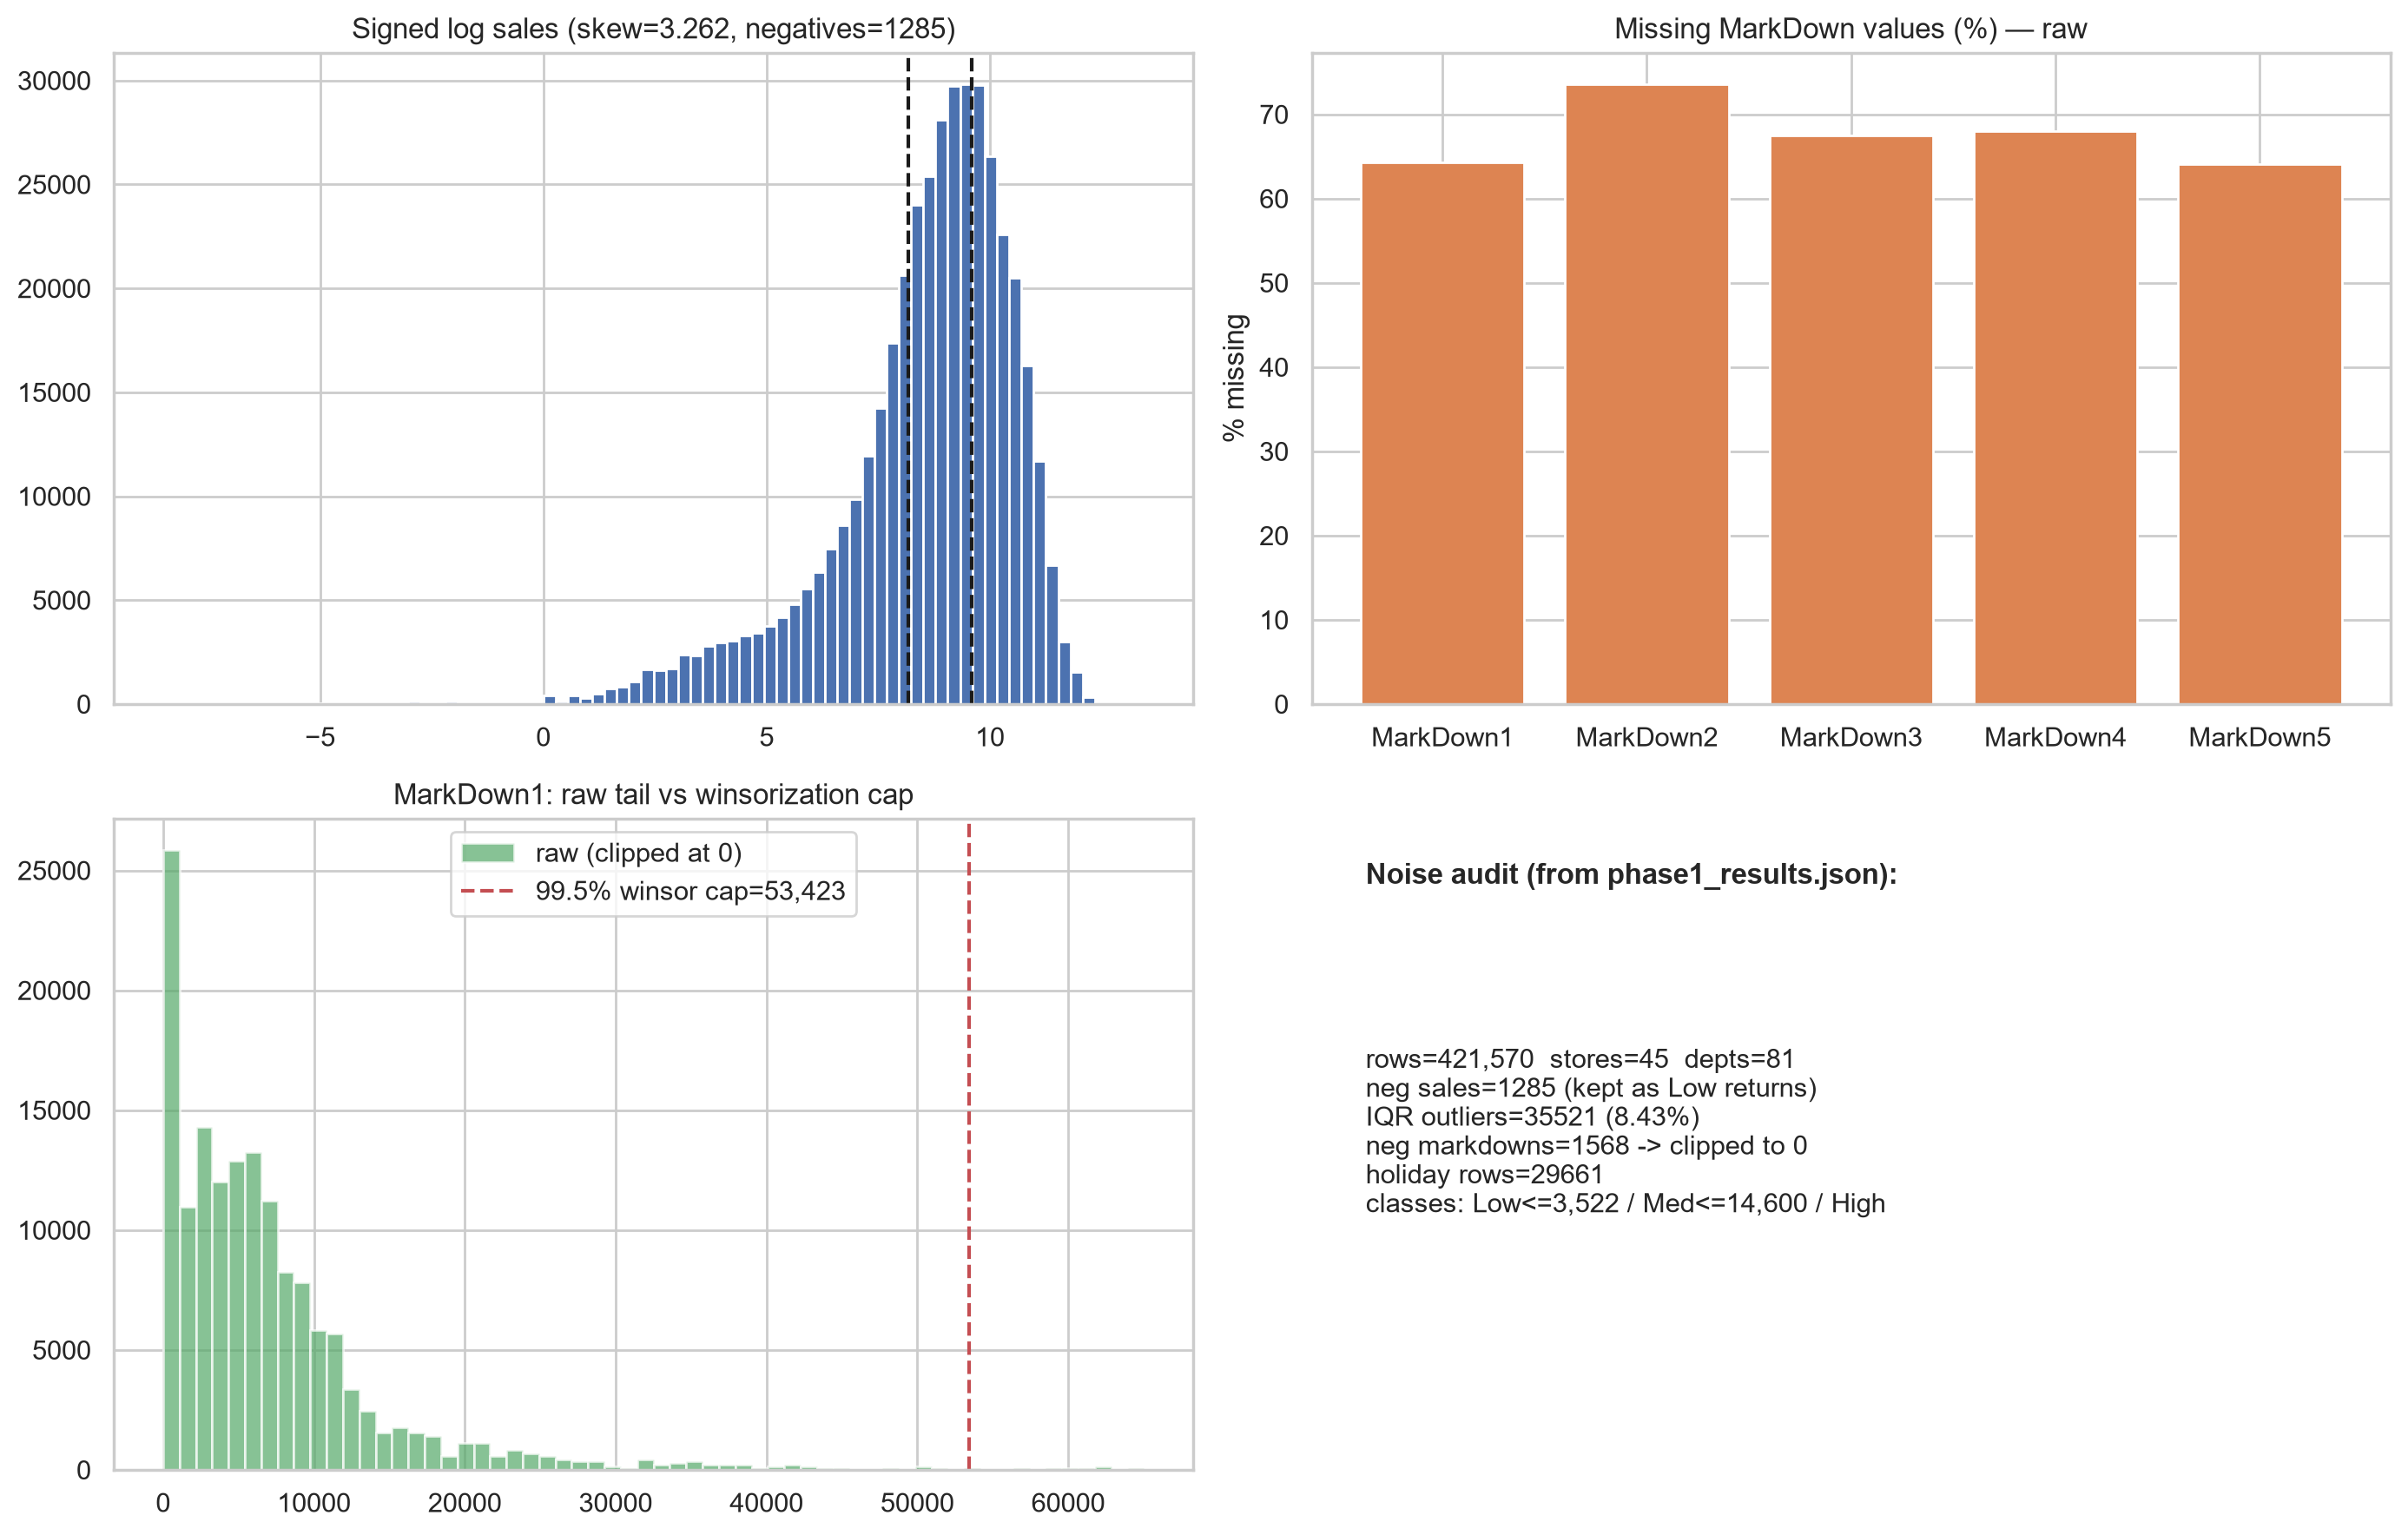 Signed log sales (skew=3.262, negatives=1285)
30000
25000
20000
15000
10000
5000
0
−5
0
5
10
Missing MarkDown values (%) — raw
% missing
70
60
50
40
30
20
10
0
MarkDown1
MarkDown2
MarkDown3
MarkDown4
MarkDown5
MarkDown1: raw tail vs winsorization cap
raw (clipped at 0)
99.5% winsor cap=53,423
25000
20000
15000
10000
5000
0
0
10000
20000
30000
40000
50000
60000
Noise audit (from phase1_results.json):
rows=421,570  stores=45  depts=81
neg sales=1285 (kept as Low returns)
IQR outliers=35521 (8.43%)
neg markdowns=1568 -> clipped to 0
holiday rows=29661
classes: Low<=3,522 / Med<=14,600 / High